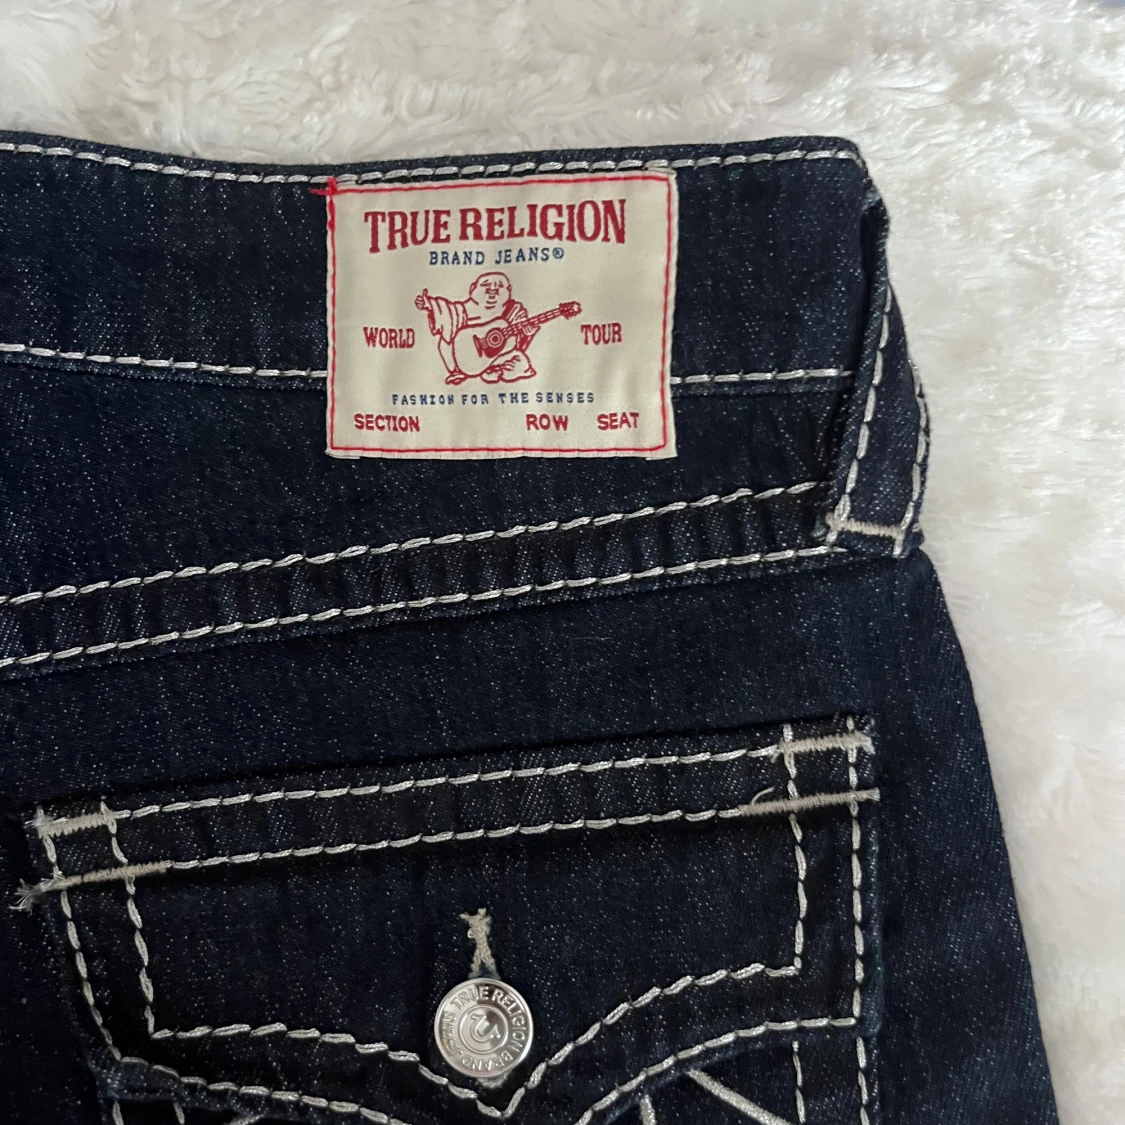 TRUE RELIGION
BRAND JEANS®
WORLD TOUR
FASHION FOR THE SENSES
SECTION ROW SEAT
TRUE RELIGION BRAND JEANS